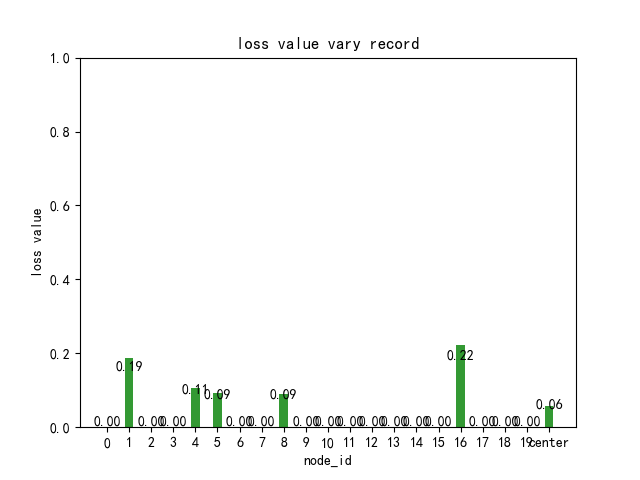 loss value vary record
1.0
0.8
0.6
0.4
0.2
0.0
loss value
0.00 0.19 0.00 0.00 0.11 0.09 0.00 0.00 0.09 0.00 0.00 0.00 0.00 0.00 0.00 0.00 0.22 0.00 0.00 0.00 0.06
0 1 2 3 4 5 6 7 8 9 10 11 12 13 14 15 16 17 18 19 center
node_id